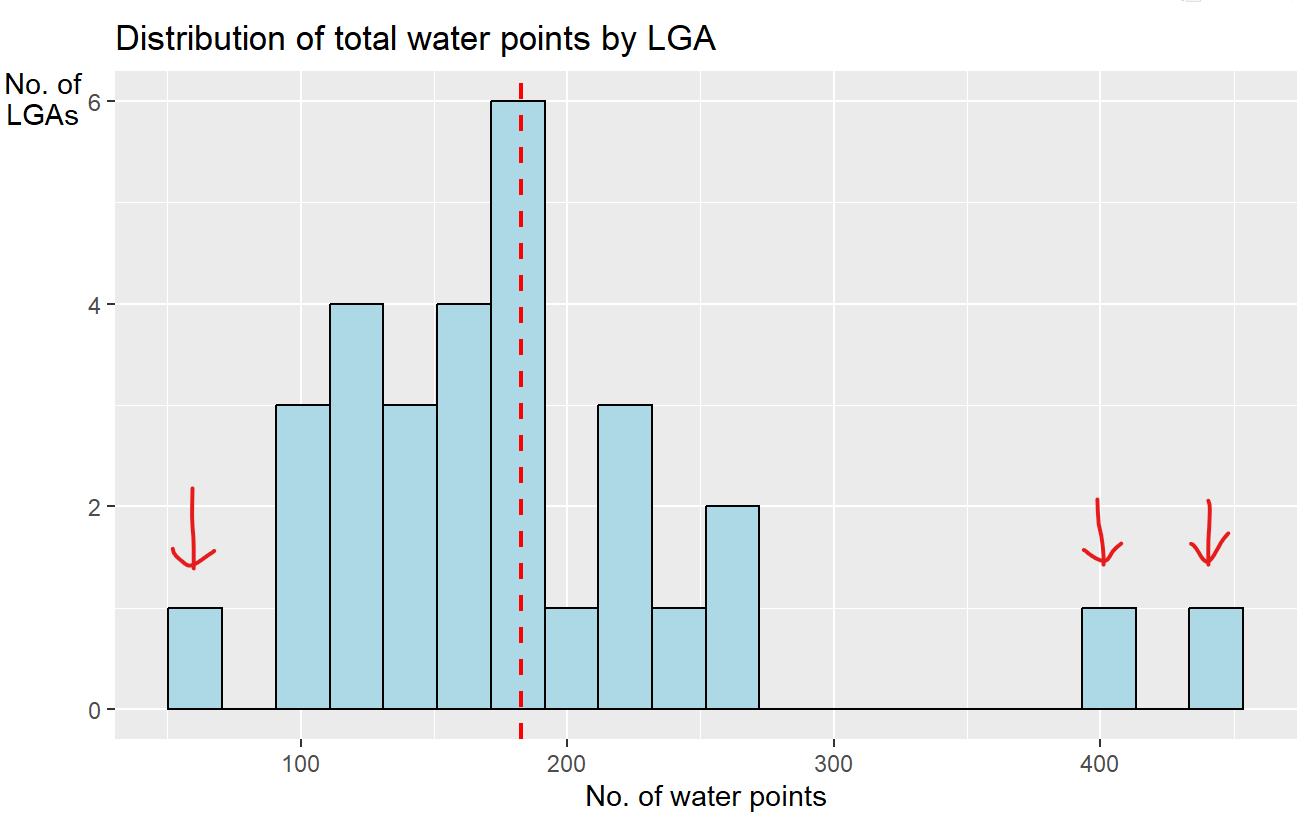 Distribution of total water points by LGA
No. of
LGAs
6
4
2
0
100 200 300 400
No. of water points